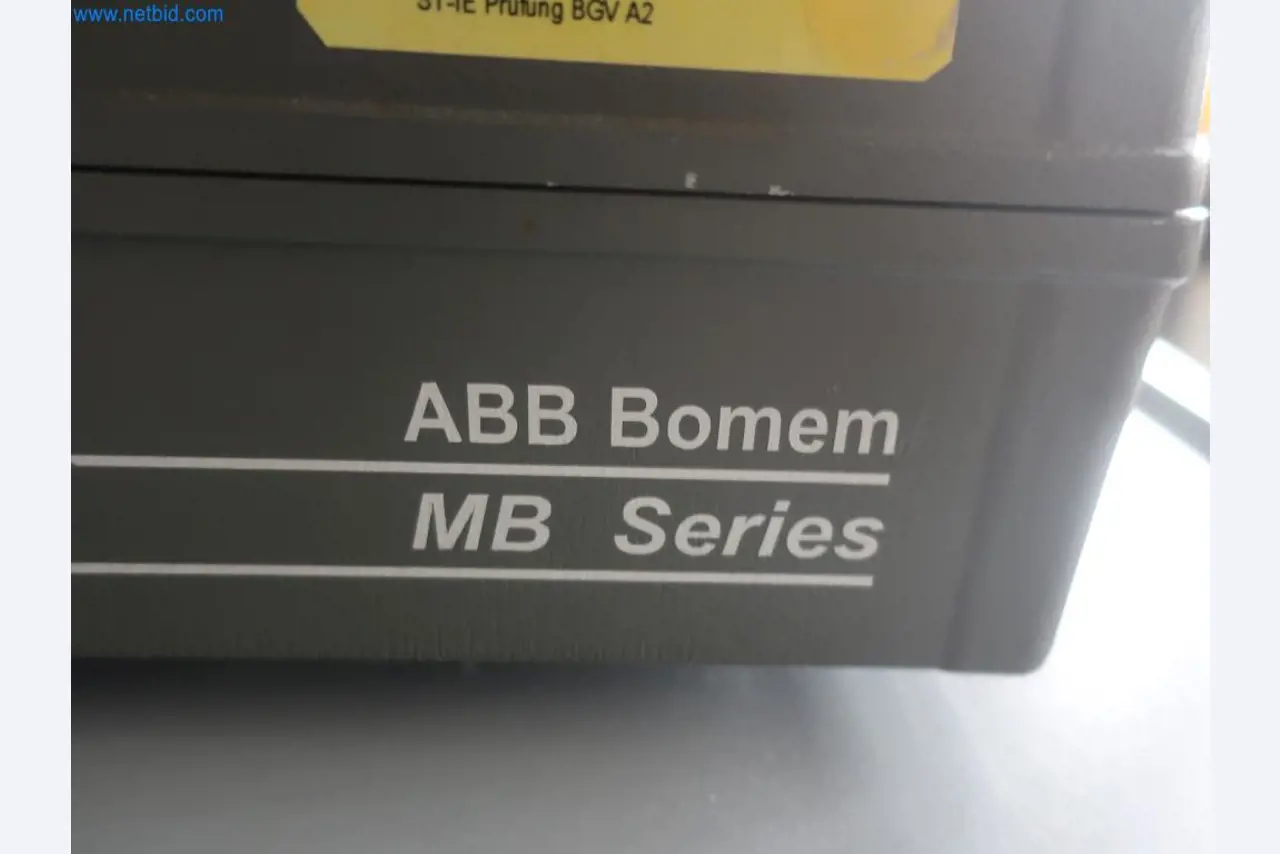 www.netbid.com
ST-IE Prüfung BGV A2
ABB Bomem
MB Series